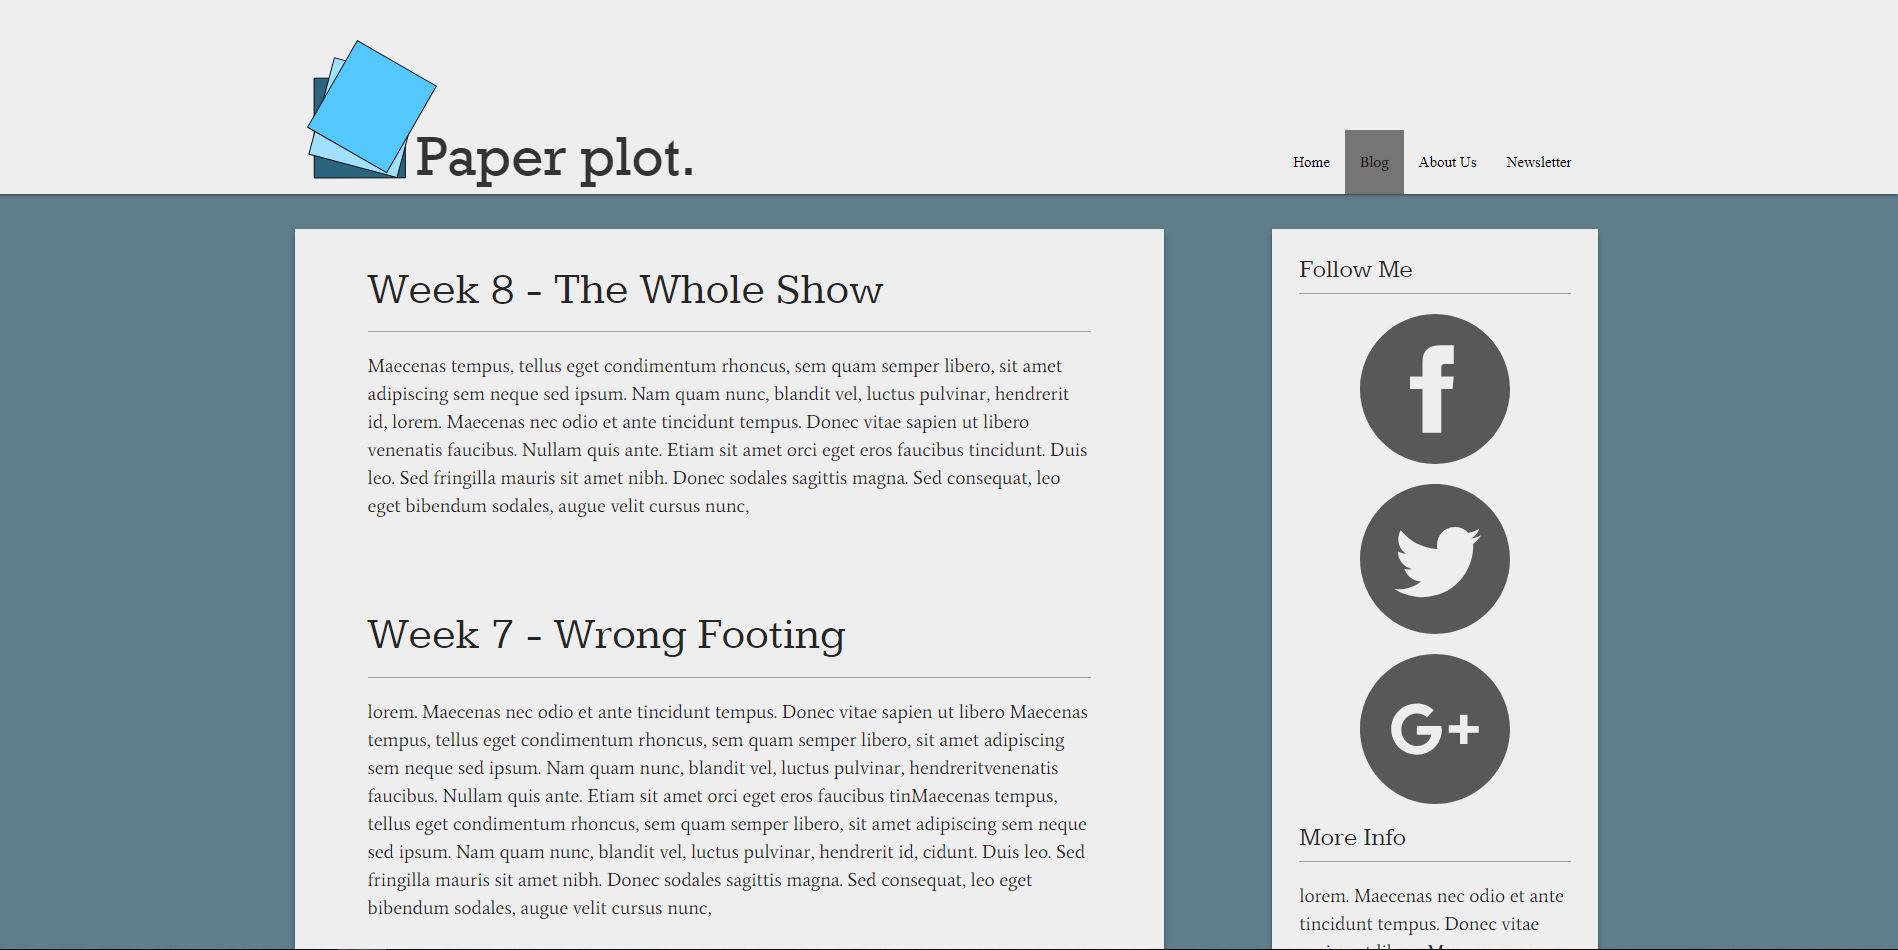 Paper plot.
Home Blog About Us Newsletter
Week 8 - The Whole Show
Maecenas tempus, tellus eget condimentum rhoncus, sem quam semper libero, sit amet
adipiscing sem neque sed ipsum. Nam quam nunc, blandit vel, luctus pulvinar, hendrerit
id, lorem. Maecenas nec odio et ante tincidunt tempus. Donec vitae sapien ut libero
venenatis faucibus. Nullam quis ante. Etiam sit amet orci eget eros faucibus tincidunt. Duis
leo. Sed fringilla mauris sit amet nibh. Donec sodales sagittis magna. Sed consequat, leo
eget bibendum sodales, augue velit cursus nunc,
Week 7 - Wrong Footing
lorem. Maecenas nec odio et ante tincidunt tempus. Donec vitae sapien ut libero Maecenas
tempus, tellus eget condimentum rhoncus, sem quam semper libero, sit amet adipiscing
sem neque sed ipsum. Nam quam nunc, blandit vel, luctus pulvinar, hendreritvenenatis
faucibus. Nullam quis ante. Etiam sit amet orci eget eros faucibus tinMaecenas tempus,
tellus eget condimentum rhoncus, sem quam semper libero, sit amet adipiscing sem neque
sed ipsum. Nam quam nunc, blandit vel, luctus pulvinar, hendrerit id, cidunt. Duis leo. Sed
fringilla mauris sit amet nibh. Donec sodales sagittis magna. Sed consequat, leo eget
bibendum sodales, augue velit cursus nunc,
Follow Me
f
G+
More Info
lorem. Maecenas nec odio et ante
tincidunt tempus. Donec vitae